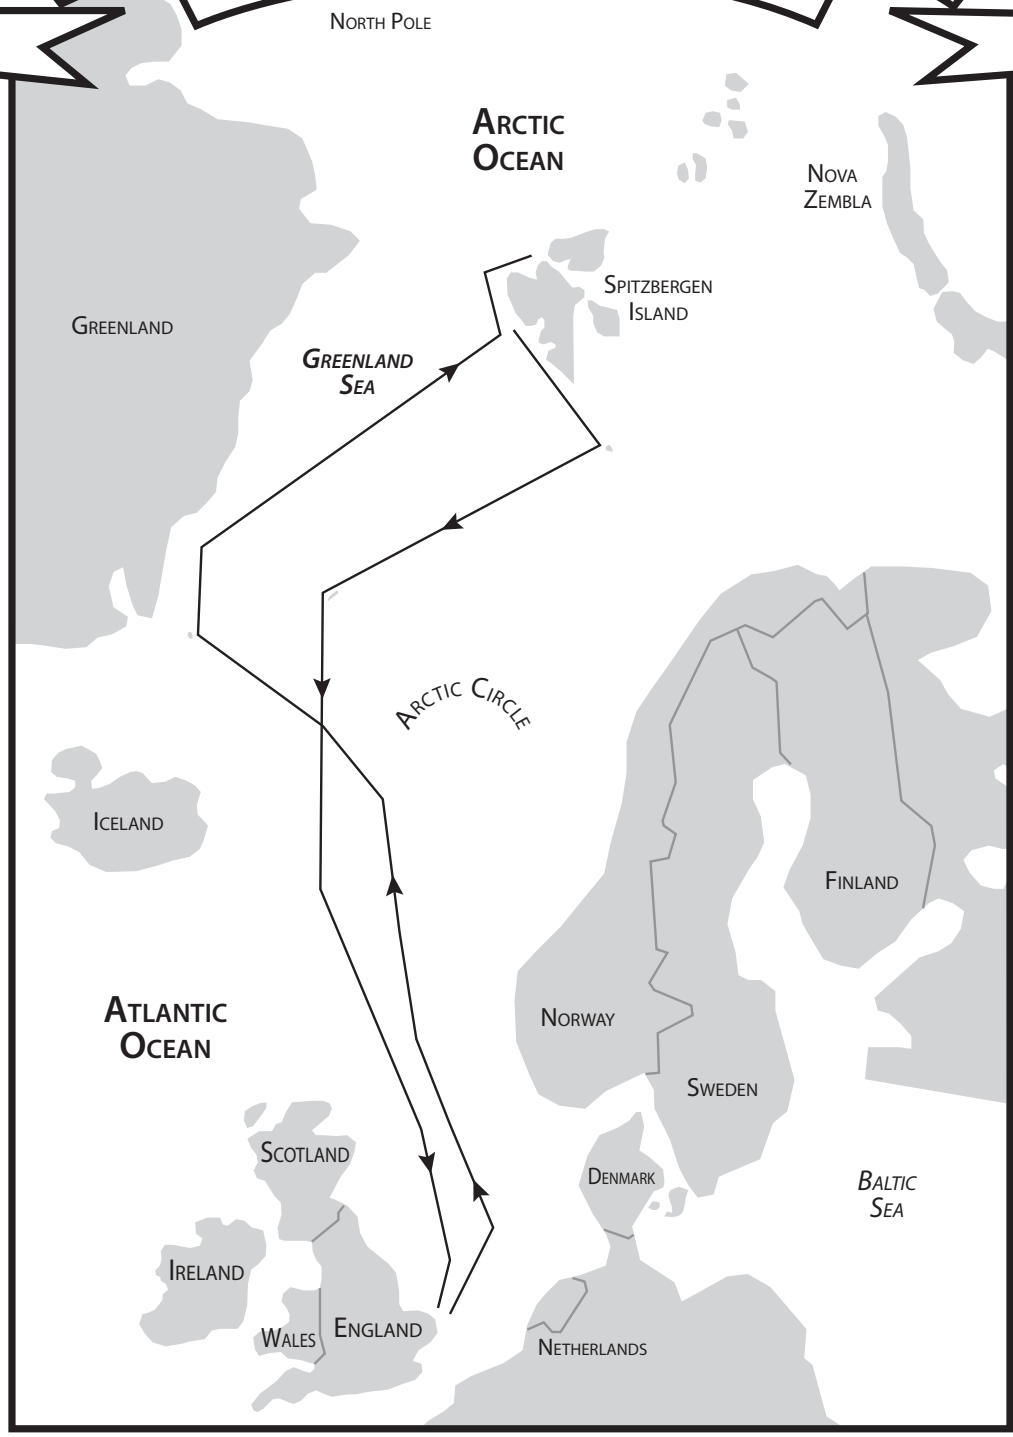 North Pole
Arctic
Ocean
Nova
Zembla
Spitzbergen
Island
Greenland
Greenland
Sea
Arctic Circle
Iceland
Finland
Atlantic
Ocean
Norway
Sweden
Scotland
Denmark
Baltic
Sea
Ireland
Wales
England
Netherlands